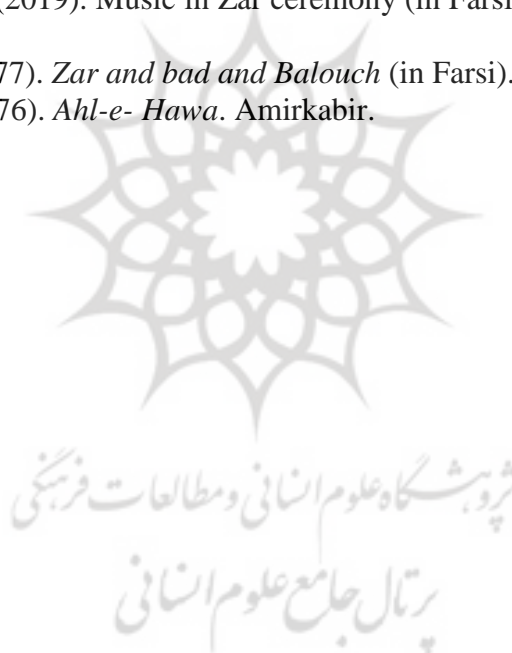 (2019). Music in Zar ceremony (in Farsi
77). Zar and bad and Balouch (in Farsi).
76). Ahl-e- Hawa. Amirkabir.
پژوهشگاه علوم انسانی و مطالعات فرهنگی
پرتال جامع علوم انسانی